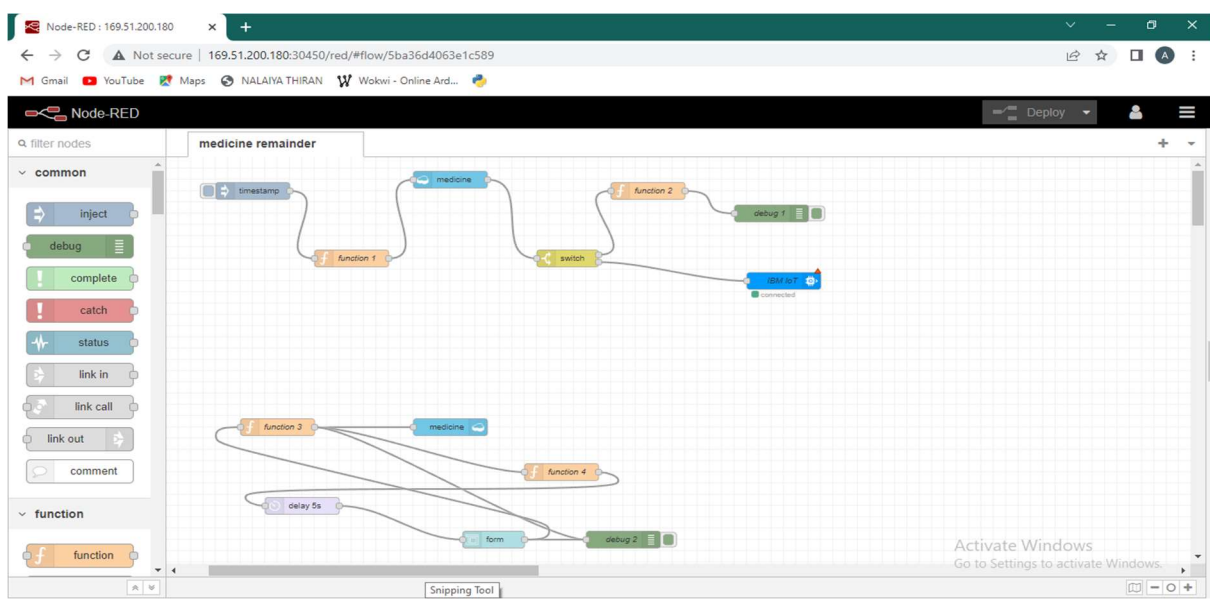 Node-RED : 169.51.200.180
Not secure | 169.51.200.180:30450/red/#flow/5ba36d4063e1c589
A
Gmail YouTube Maps NALAIYA THIRAN Wokwi - Online Ard...
Node-RED
Deploy
filter nodes
medicine remainder
common
inject
debug
complete
catch
status
link in
link call
link out
comment
function
function
timestamp
function 1
medicine
switch
function 2
debug 1
IBM IoT
connected
function 3
medicine
function 4
delay 5s
form
debug 2
Activate Windows
Go to Settings to activate Windows.
Snipping Tool